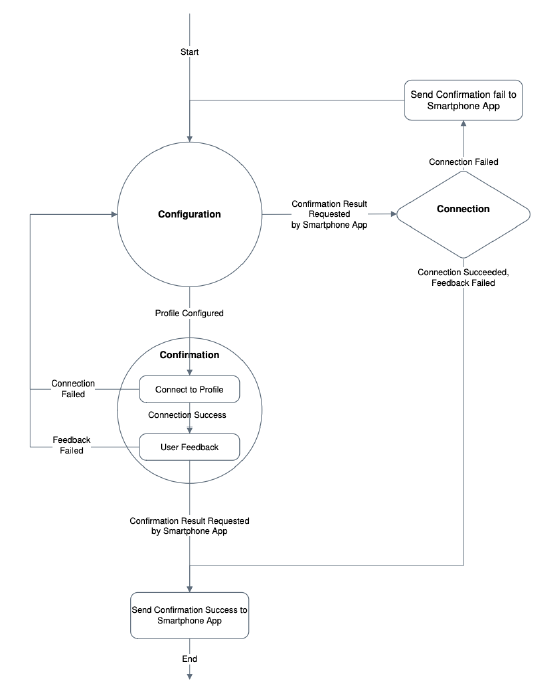 Start
Send Confirmation fail to
Smartphone App
Connection Failed
Configuration
Confirmation Result
Requested
by Smartphone App
Connection
Connection Succeeded,
Feedback Failed
Profile Configured
Confirmation
Connection
Failed
Connect to Profile
Connection Success
Feedback
Failed
User Feedback
Confirmation Result Requested
by Smartphone App
Send Confirmation Success to
Smartphone App
End